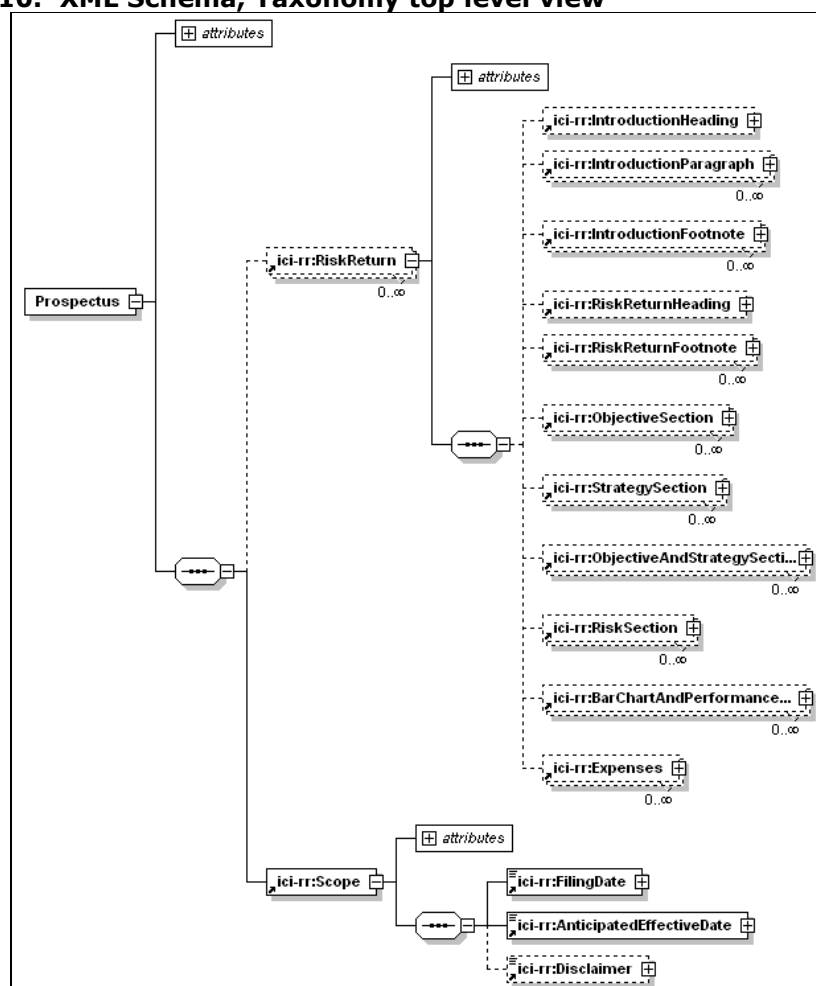 10. XML Schema, Taxonomy top level view
attributes
attributes
ici-rr:IntroductionHeading
ici-rr:IntroductionParagraph
0..∞
ici-rr:IntroductionFootnote
0..∞
ici-rr:RiskReturn
0..∞
Prospectus
ici-rr:RiskReturnHeading
ici-rr:RiskReturnFootnote
0..∞
ici-rr:ObjectiveSection
0..∞
ici-rr:StrategySection
0..∞
ici-rr:ObjectiveAndStrategySecti...
0..∞
ici-rr:RiskSection
0..∞
ici-rr:BarChartAndPerformance...
0..∞
ici-rr:Expenses
0..∞
attributes
ici-rr:Scope
ici-rr:FilingDate
ici-rr:AnticipatedEffectiveDate
ici-rr:Disclaimer